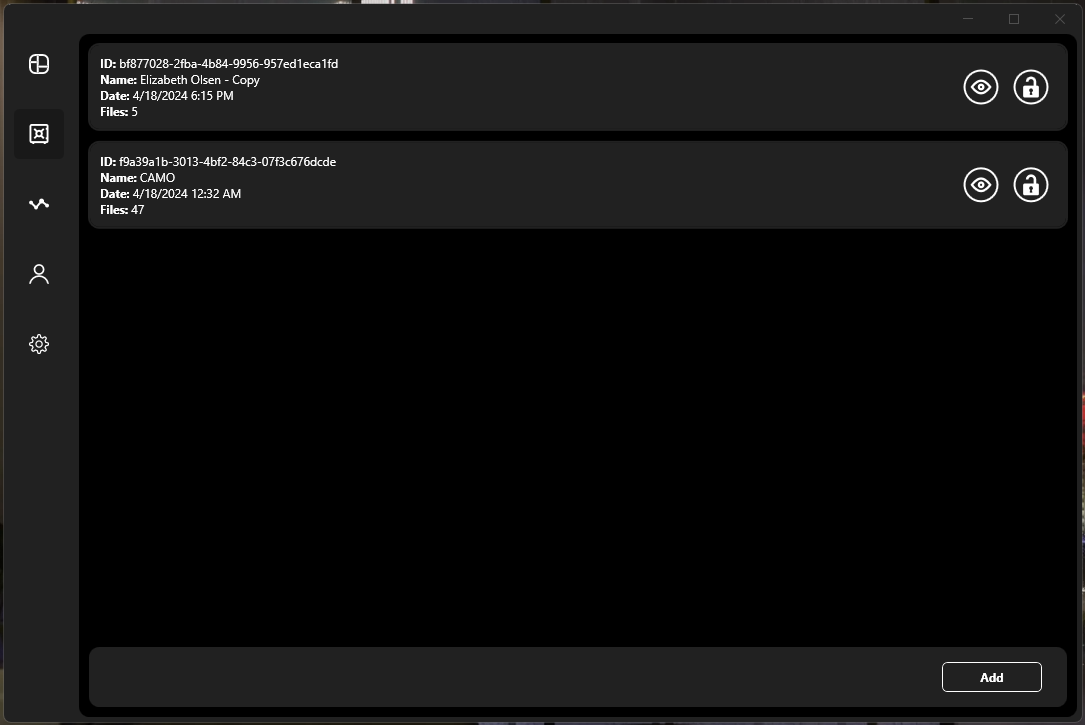 ID: bf877028-2fba-4b84-9956-957ed1eca1fd
Name: Elizabeth Olsen - Copy
Date: 4/18/2024 6:15 PM
Files: 5
ID: f9a39a1b-3013-4bf2-84c3-07f3c676dcde
Name: CAMO
Date: 4/18/2024 12:32 AM
Files: 47
Add